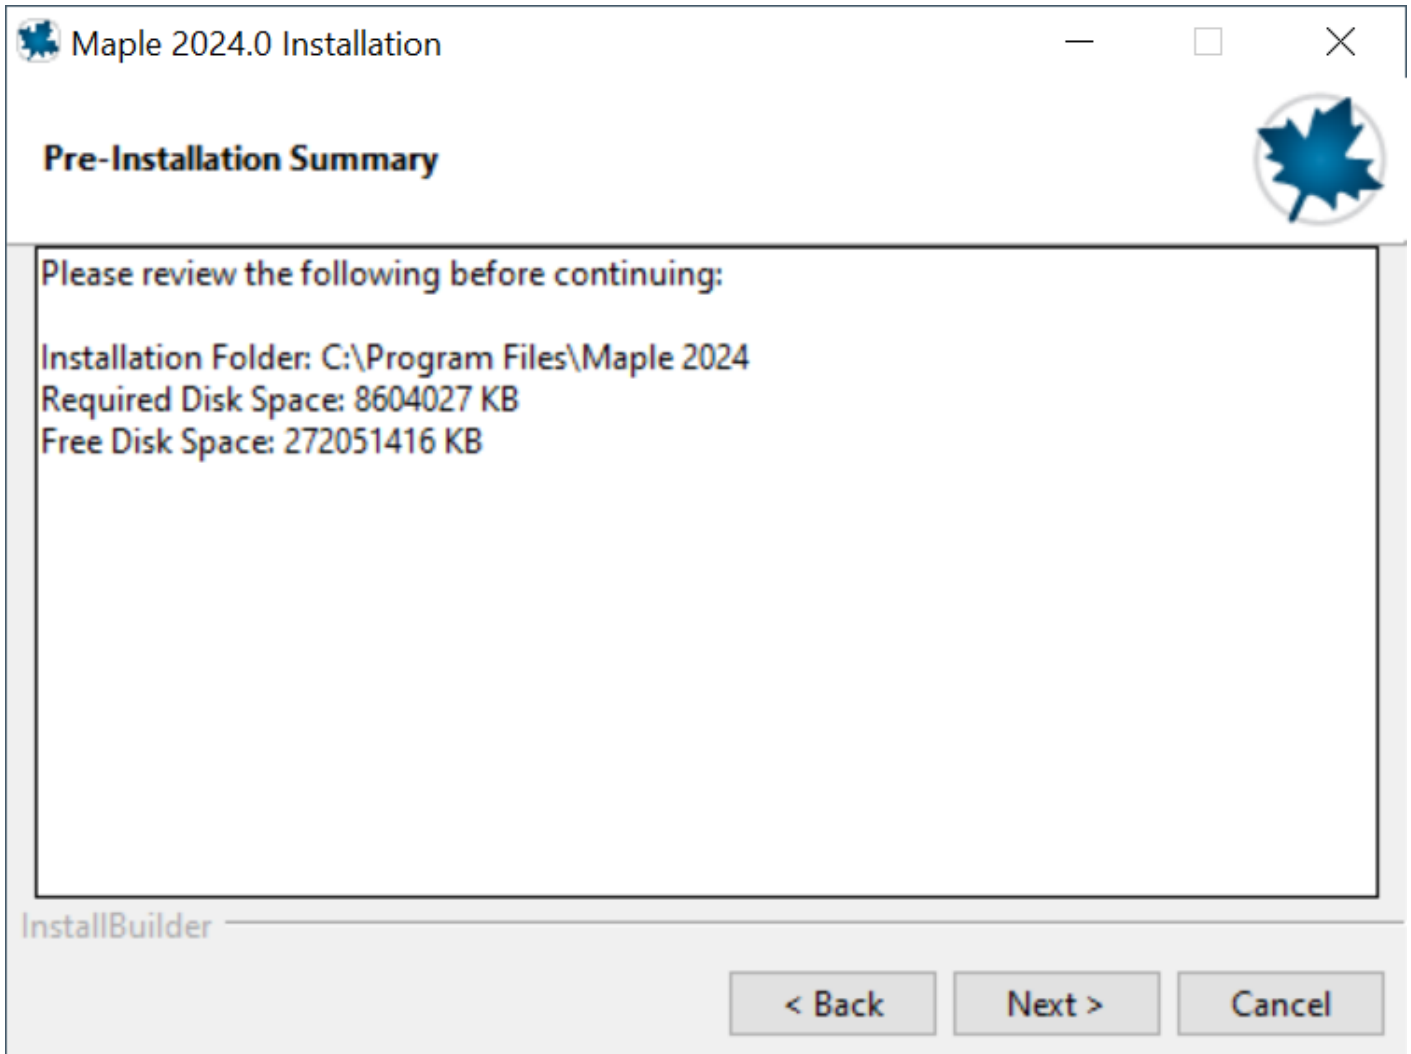 Maple 2024.0 Installation
Pre-Installation Summary
Please review the following before continuing:
Installation Folder: C:\Program Files\Maple 2024
Required Disk Space: 8604027 KB
Free Disk Space: 272051416 KB
InstallBuilder
< Back
Next >
Cancel